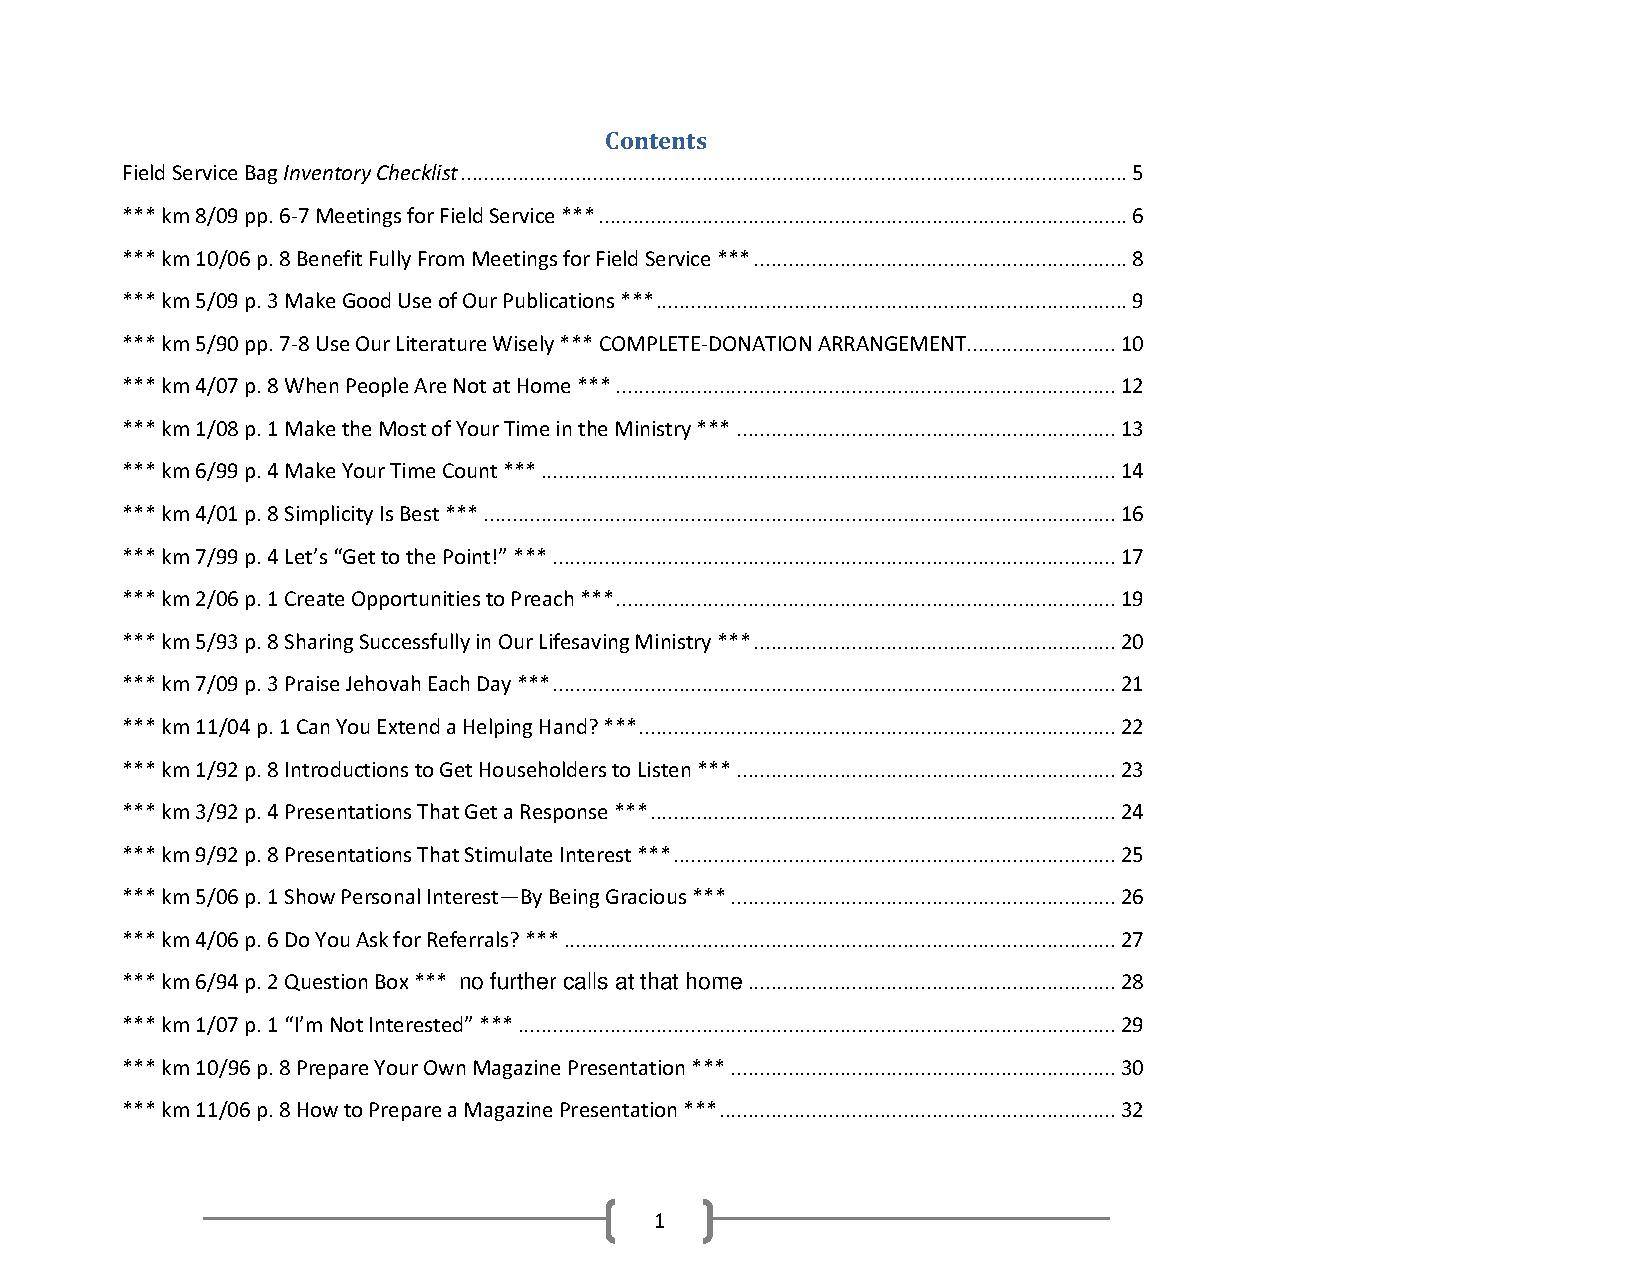 Contents
Field Service Bag Inventory Checklist ........ 5
*** km 8/09 pp. 6-7 Meetings for Field Service *** ........ 6
*** km 10/06 p. 8 Benefit Fully From Meetings for Field Service *** ........ 8
*** km 5/09 p. 3 Make Good Use of Our Publications *** ........ 9
*** km 5/90 pp. 7-8 Use Our Literature Wisely *** COMPLETE-DONATION ARRANGEMENT........ 10
*** km 4/07 p. 8 When People Are Not at Home *** ........ 12
*** km 1/08 p. 1 Make the Most of Your Time in the Ministry *** ........ 13
*** km 6/99 p. 4 Make Your Time Count *** ........ 14
*** km 4/01 p. 8 Simplicity Is Best *** ........ 16
*** km 7/99 p. 4 Let’s “Get to the Point!” *** ........ 17
*** km 2/06 p. 1 Create Opportunities to Preach *** ........ 19
*** km 5/93 p. 8 Sharing Successfully in Our Lifesaving Ministry *** ........ 20
*** km 7/09 p. 3 Praise Jehovah Each Day *** ........ 21
*** km 11/04 p. 1 Can You Extend a Helping Hand? *** ........ 22
*** km 1/92 p. 8 Introductions to Get Householders to Listen *** ........ 23
*** km 3/92 p. 4 Presentations That Get a Response *** ........ 24
*** km 9/92 p. 8 Presentations That Stimulate Interest *** ........ 25
*** km 5/06 p. 1 Show Personal Interest—By Being Gracious *** ........ 26
*** km 4/06 p. 6 Do You Ask for Referrals? *** ........ 27
*** km 6/94 p. 2 Question Box *** no further calls at that home ........ 28
*** km 1/07 p. 1 “I’m Not Interested” *** ........ 29
*** km 10/96 p. 8 Prepare Your Own Magazine Presentation *** ........ 30
*** km 11/06 p. 8 How to Prepare a Magazine Presentation *** ........ 32
1